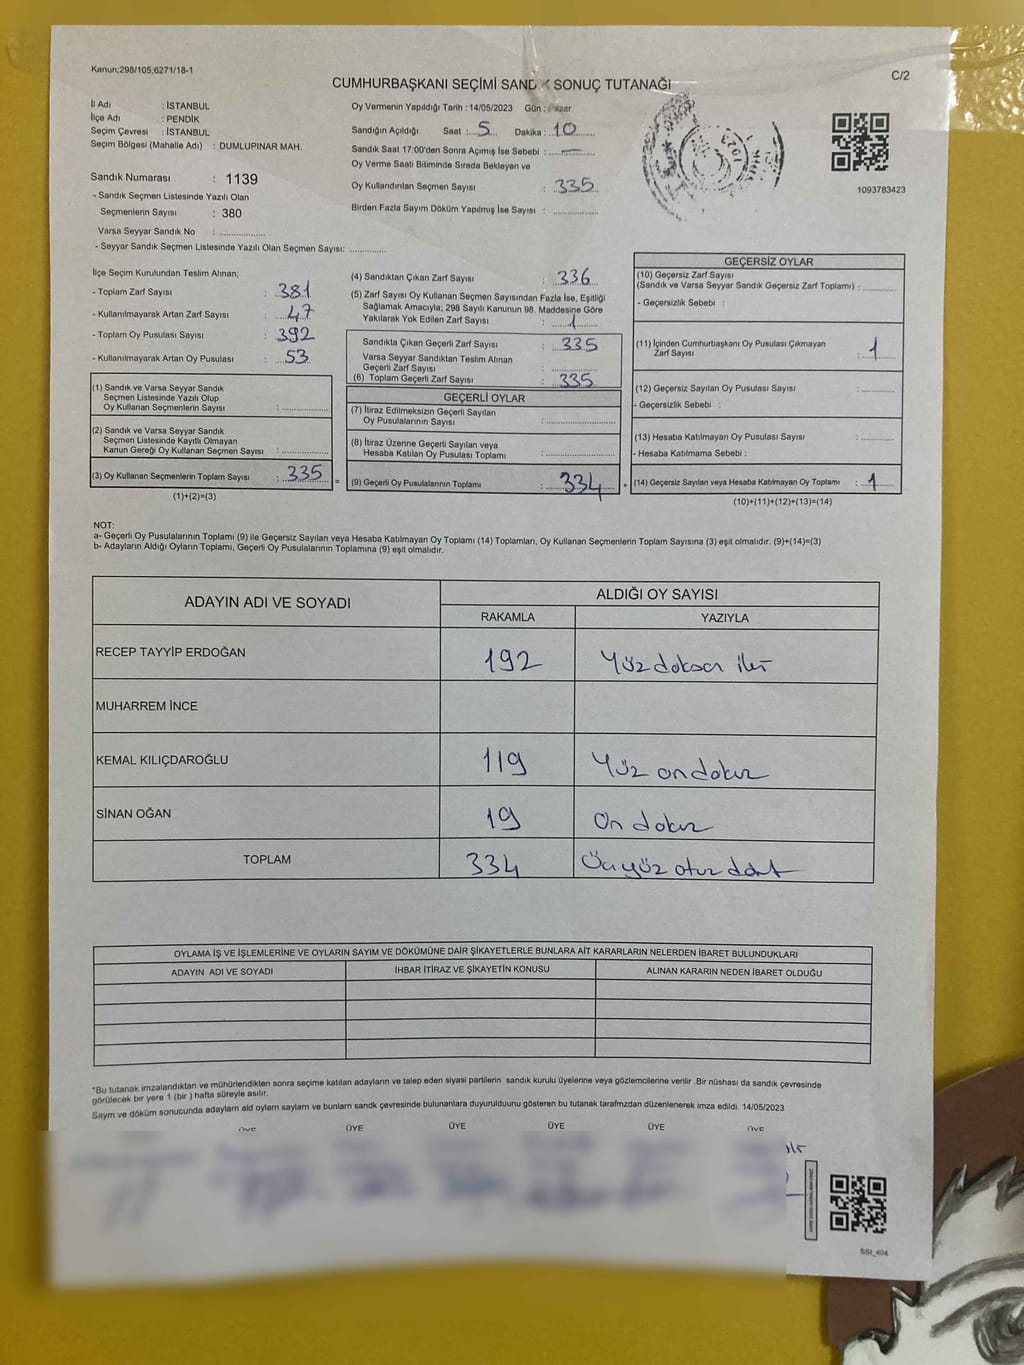 Kanun;298/105;6271/18-1
C/2
CUMHURBAŞKANI SEÇİMİ SANDIK SONUÇ TUTANAĞI
İl Adı : İSTANBUL
İlçe Adı : PENDİK
Seçim Çevresi : İSTANBUL
Seçim Bölgesi (Mahalle Adı) : DUMLUPINAR MAH.
Sandık Numarası : 1139
- Sandık Seçmen Listesinde Yazılı Olan
Seçmenlerin Sayısı : 380
Varsa Seyyar Sandık No : ..............
- Seyyar Sandık Seçmen Listesinde Yazılı Olan Seçmen Sayısı: ............
Oy Vermenin Yapıldığı Tarih : 14/05/2023 Gün : Pazar
Sandığın Açıldığı Saat : 5 Dakika : 10
Sandık Saat 17:00'den Sonra Açımış İse Sebebi : —
Oy Verme Saati Bitiminde Sırada Bekleyen ve
Oy Kullandırılan Seçmen Sayısı : 335
Birden Fazla Sayım Döküm Yapılmış İse Sayısı : ..............
1093783423
İlçe Seçim Kurulundan Teslim Alınan;
- Toplam Zarf Sayısı : 381
- Kullanılmayarak Artan Zarf Sayısı : 47
- Toplam Oy Pusulası Sayısı : 392
- Kullanılmayarak Artan Oy Pusulası : 53
(1) Sandık ve Varsa Seyyar Sandık
Seçmen Listesinde Yazılı Olup
Oy Kullanan Seçmenlerin Sayısı : ..............
(2) Sandık ve Varsa Seyyar Sandık
Seçmen Listesinde Kayıtlı Olmayan
Kanun Gereği Oy Kullanan Seçmen Sayısı : ..............
(3) Oy Kullanan Seçmenlerin Toplam Sayısı : 335 =
(1)+(2)=(3)
(4) Sandıktan Çıkan Zarf Sayısı : 336
(5) Zarf Sayısı Oy Kullanan Seçmen Sayısından Fazla İse, Eşitliği
Sağlamak Amacıyla; 298 Sayılı Kanunun 98. Maddesine Göre
Yakılarak Yok Edilen Zarf Sayısı : 1
Sandıkta Çıkan Geçerli Zarf Sayısı : 335
Varsa Seyyar Sandıktan Teslim Alınan
Geçerli Zarf Sayısı : ..............
(6) Toplam Geçerli Zarf Sayısı : 335
GEÇERLİ OYLAR
(7) İtiraz Edilmeksizin Geçerli Sayılan
Oy Pusulalarının Sayısı : ..............
(8) İtiraz Üzerine Geçerli Sayılan veya
Hesaba Katılan Oy Pusulası Toplamı : ..............
(9) Geçerli Oy Pusulalarının Toplamı : 334 +
GEÇERSİZ OYLAR
(10) Geçersiz Zarf Sayısı
(Sandık ve Varsa Seyyar Sandık Geçersiz Zarf Toplamı) : ..........
- Geçersizlik Sebebi :
(11) İçinden Cumhurbaşkanı Oy Pusulası Çıkmayan
Zarf Sayısı : 1
(12) Geçersiz Sayılan Oy Pusulası Sayısı : ..........
- Geçersizlik Sebebi :
(13) Hesaba Katılmayan Oy Pusulası Sayısı : ..........
- Hesaba Katılmama Sebebi :
(14) Geçersiz Sayılan veya Hesaba Katılmayan Oy Toplamı : 1
(10)+(11)+(12)+(13)=(14)
NOT:
a- Geçerli Oy Pusulalarının Toplamı (9) ile Geçersiz Sayılan veya Hesaba Katılmayan Oy Toplamı (14) Toplamları, Oy Kullanan Seçmenlerin Toplam Sayısına (3) eşit olmalıdır. (9)+(14)=(3)
b- Adayların Aldığı Oyların Toplamı, Geçerli Oy Pusulalarının Toplamına (9) eşit olmalıdır.
ADAYIN ADI VE SOYADI
ALDIĞI OY SAYISI
RAKAMLA YAZIYLA
RECEP TAYYİP ERDOĞAN 192 Yüz doksan iki
MUHARREM İNCE
KEMAL KILIÇDAROĞLU 119 Yüz on dokuz
SİNAN OĞAN 19 On dokuz
TOPLAM 334 Üçyüz otuz dört
OYLAMA İŞ VE İŞLEMLERİNE VE OYLARIN SAYIM VE DÖKÜMÜNE DAİR ŞİKAYETLERLE BUNLARA AİT KARARLARIN NELERDEN İBARET BULUNDUKLARI
ADAYIN ADI VE SOYADI İHBAR İTİRAZ VE ŞİKAYETİN KONUSU ALINAN KARARIN NEDEN İBARET OLDUĞU
*Bu tutanak imzalandıktan ve mühürlendikten sonra seçime katılan adayların ve talep eden siyasi partilerin sandık kurulu üyelerine veya gözlemcilerine verilir .Bir nüshası da sandık çevresinde
görülecek bir yere 1 (bir ) hafta süreyle asılır.
Sayım ve döküm sonucunda adayların ald oyların sayların ve bunların sandk çevresinde bulunanlara duyurulduunu gösteren bu tutanak tarafmzdan düzenlenerek imza edildi. 14/05/2023
ÜYE ÜYE ÜYE ÜYE ÜYE ÜYE
SSI_404